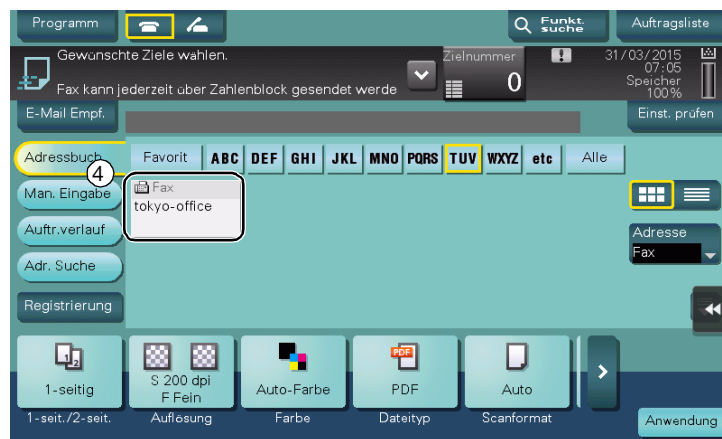 Programm
Funkt.
suche
Auftragsliste
Gewünschte Ziele wählen.
Fax kann jederzeit über Zahlenblock gesendet werde
Zielnummer
0
31/03/2015
07:05
Speicher
100%
E-Mail Empf.
Einst. prüfen
Adressbuch
Favorit
ABC
DEF
GHI
JKL
MNO
PQRS
TUV
WXYZ
etc
Alle
4
Man. Eingabe
Fax
tokyo-office
Auftr.verlauf
Adresse
Fax
Adr. Suche
Registrierung
1-seitig
1-seit./2-seit.
S 200 dpi
F Fein
Auflösung
Auto-Farbe
Farbe
PDF
PDF
Dateityp
Auto
Scanformat
Anwendung